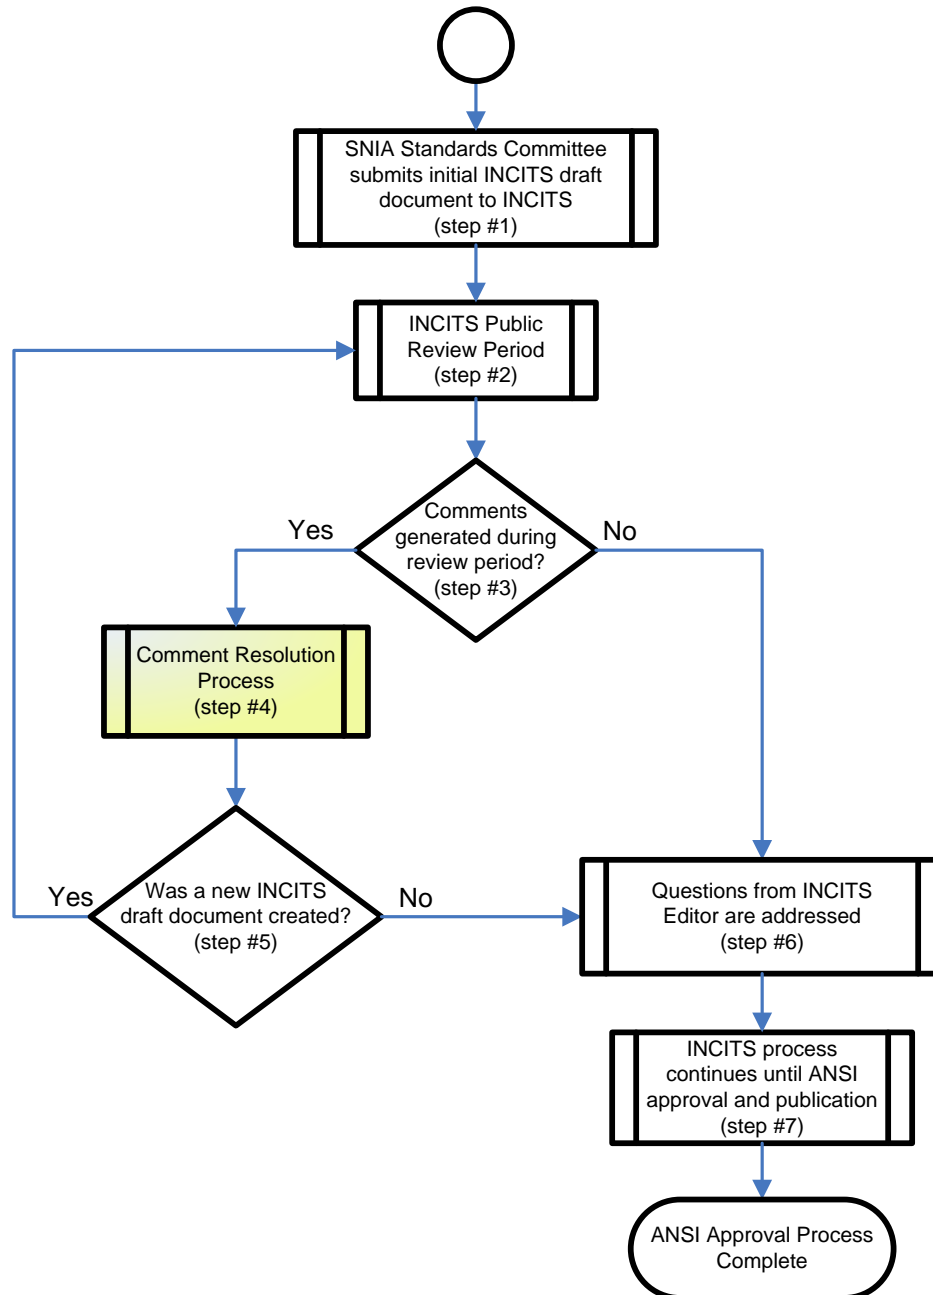 SNIA Standards Committee
submits initial INCITS draft
document to INCITS
(step #1)
INCITS Public
Review Period
(step #2)
Comments
generated during
review period?
(step #3)
Yes
No
Comment Resolution
Process
(step #4)
Was a new INCITS
draft document created?
(step #5)
Yes
No
Questions from INCITS
Editor are addressed
(step #6)
INCITS process
continues until ANSI
approval and publication
(step #7)
ANSI Approval Process
Complete